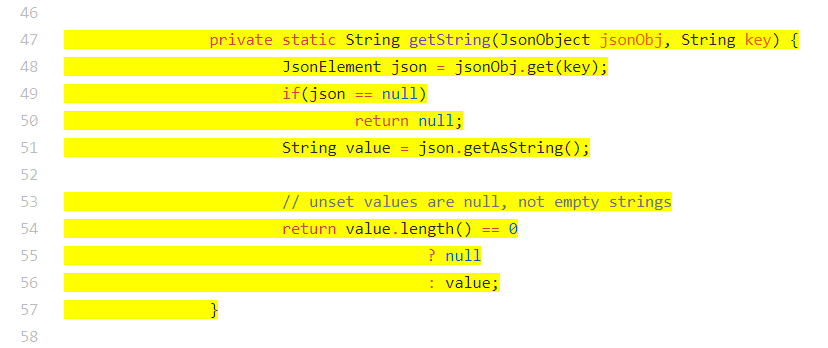 46
47 private static String getString(JsonObject jsonObj, String key) {
48 JsonElement json = jsonObj.get(key);
49 if(json == null)
50 return null;
51 String value = json.getAsString();
52
53 // unset values are null, not empty strings
54 return value.length() == 0
55 ? null
56 : value;
57 }
58